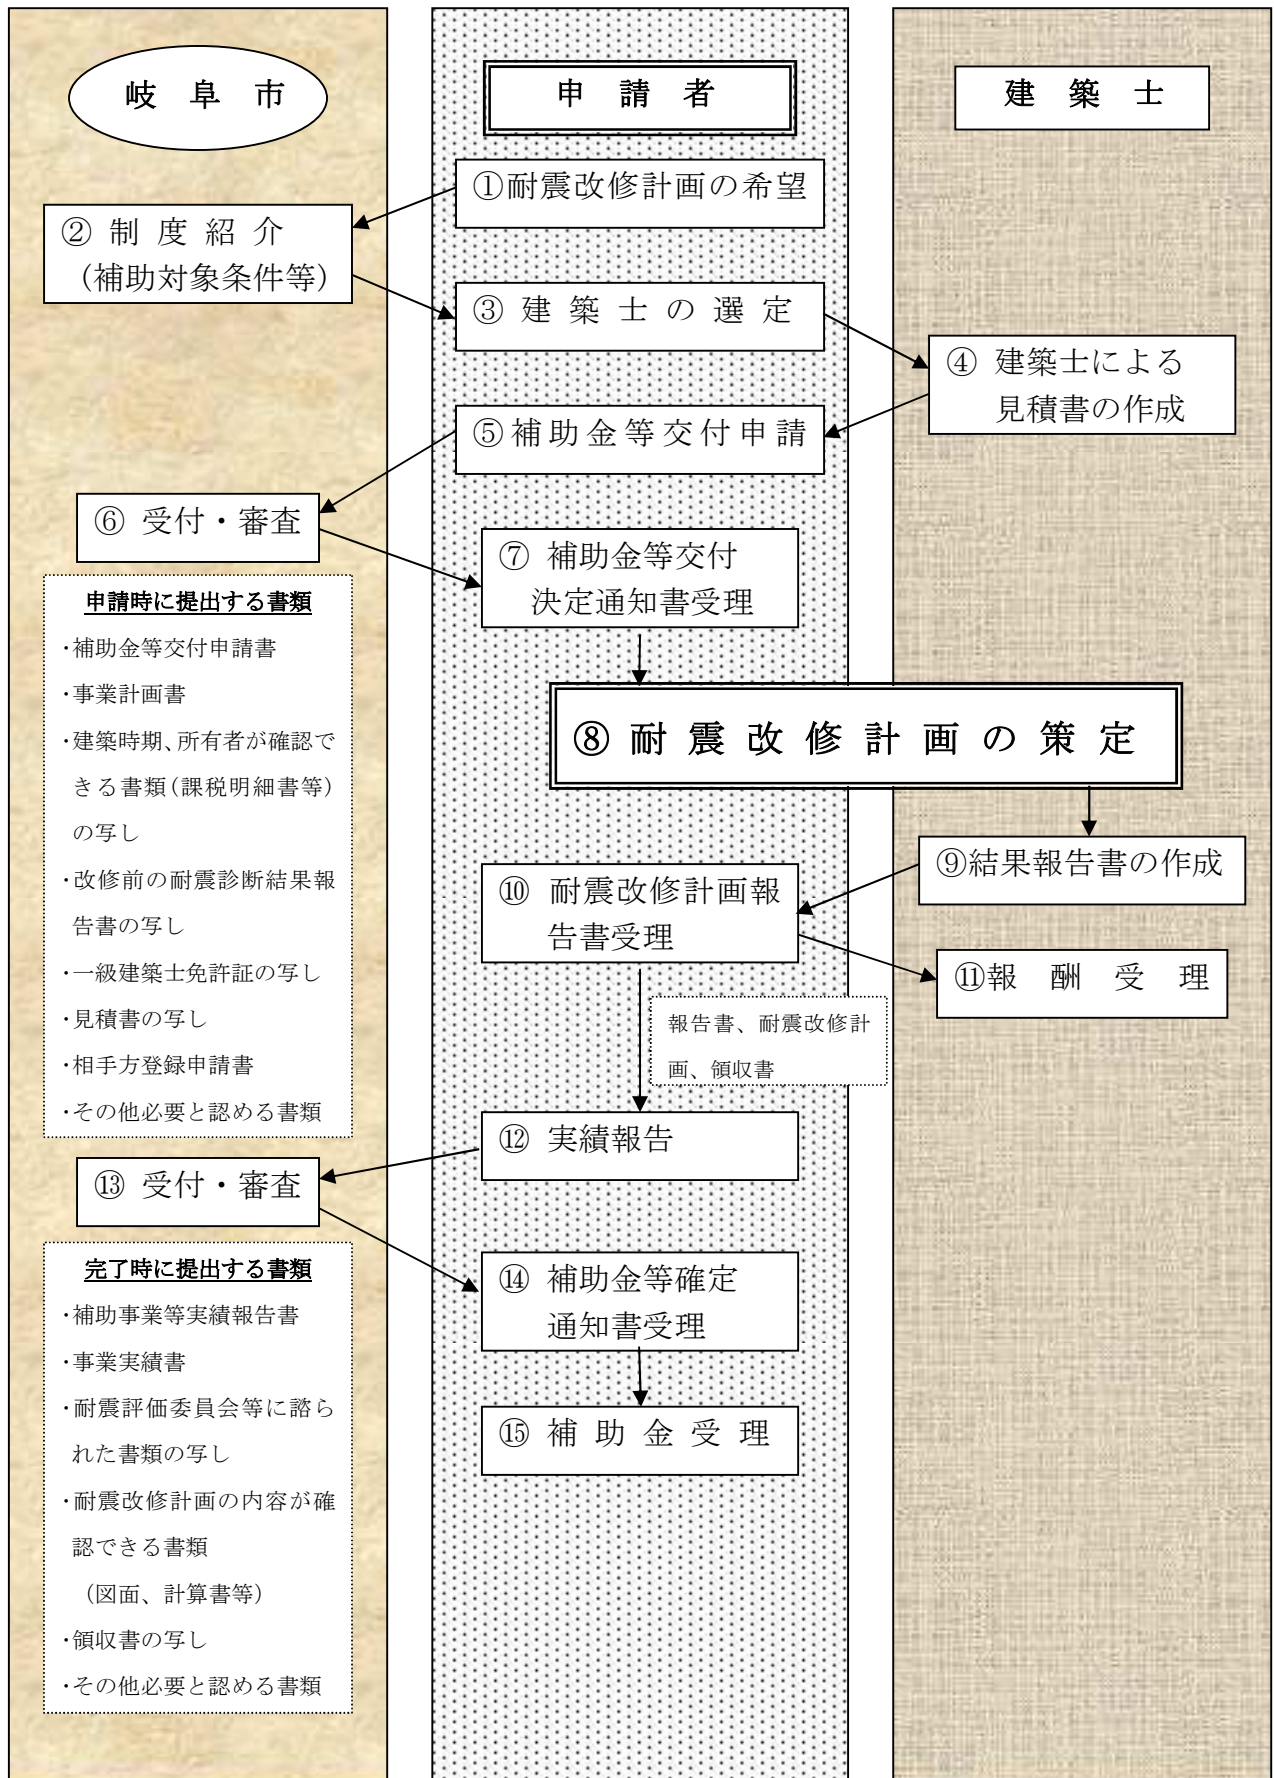 岐阜市
申請者
建築士
①耐震改修計画の希望
② 制度紹介
(補助対象条件等)
③ 建築士の選定
④ 建築士による
見積書の作成
⑤補助金等交付申請
⑥ 受付・審査
⑦ 補助金等交付
決定通知書受理
申請時に提出する書類
・補助金等交付申請書
・事業計画書
・建築時期、所有者が確認で
きる書類(課税明細書等)
の写し
・改修前の耐震診断結果報
告書の写し
・一級建築士免許証の写し
・見積書の写し
・相手方登録申請書
・その他必要と認める書類
⑧耐震改修計画の策定
⑨結果報告書の作成
⑩ 耐震改修計画報
告書受理
⑪報酬受理
報告書、耐震改修計
画、領収書
⑫ 実績報告
⑬ 受付・審査
⑭ 補助金等確定
通知書受理
⑮ 補助金受理
完了時に提出する書類
・補助事業等実績報告書
・事業実績書
・耐震評価委員会等に諮ら
れた書類の写し
・耐震改修計画の内容が確
認できる書類
(図面、計算書等)
・領収書の写し
・その他必要と認める書類